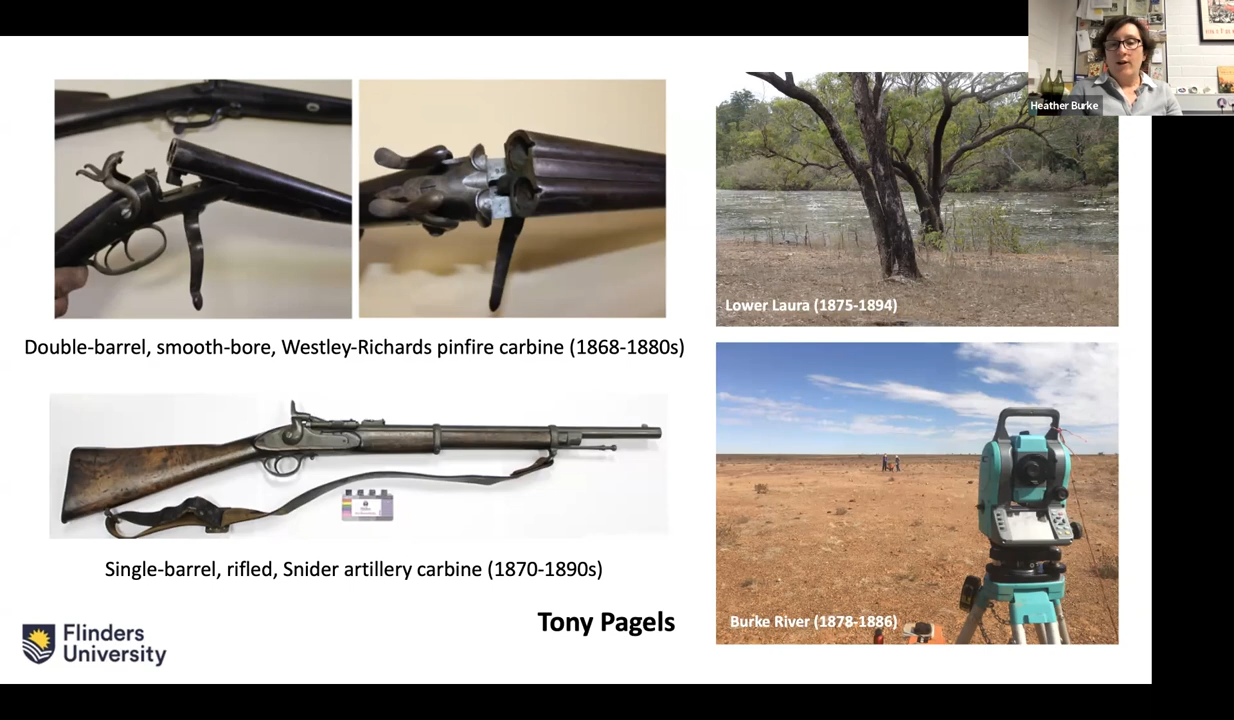 Heather Burke
Lower Laura (1875-1894)
Double-barrel, smooth-bore, Westley-Richards pinfire carbine (1868-1880s)
Single-barrel, rifled, Snider artillery carbine (1870-1890s)
Tony Pagels
Burke River (1878-1886)
Flinders
University